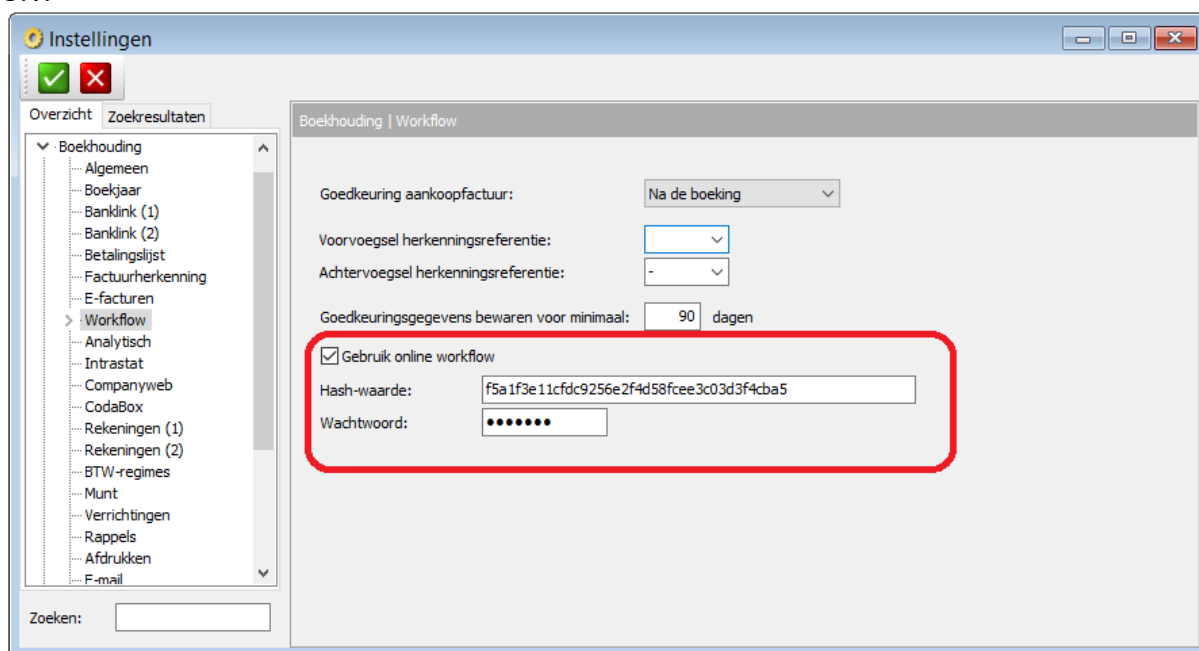 Instellingen
Overzicht Zoekresultaten
Boekhouding
Algemeen
Boekjaar
Banklink (1)
Banklink (2)
Betalingslijst
Factuurherkenning
E-facturen
Workflow
Analytisch
Intrastat
Companyweb
CodaBox
Rekeningen (1)
Rekeningen (2)
BTW-regimes
Munt
Verrichtingen
Rappels
Afdrukken
E-mail
Zoeken:
Boekhouding | Workflow
Goedkeuring aankoopfactuur: Na de boeking
Voorvoegsel herkenningsreferentie:
Achtervoegsel herkenningsreferentie: -
Goedkeuringsgegevens bewaren voor minimaal: 90 dagen
Gebruik online workflow
Hash-waarde: f5a1f3e11cfdc9256e2f4d58fcee3c03d3f4cba5
Wachtwoord: •••••••